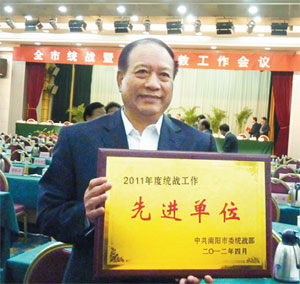 全市统战暨
教工作会议
2011年度统战工作
先进单位
中共南阳市委统战部
二〇一二年四月